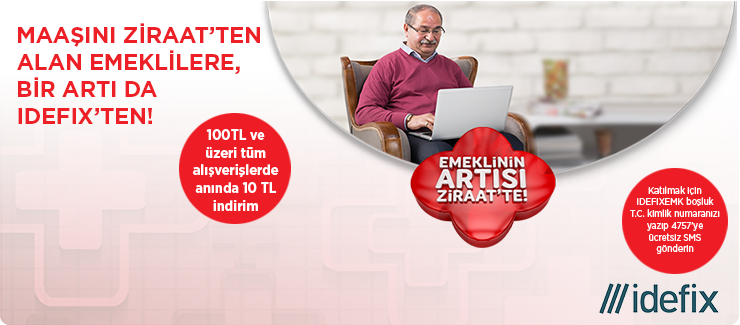 MAAŞINI ZİRAAT’TEN
ALAN EMEKLİLERE,
BİR ARTI DA
IDEFIX’TEN!
100TL ve
üzeri tüm
alışverişlerde
anında 10 TL
indirim
EMEKLİNİN
ARTISI
ZİRAAT’TE!
Katılmak için
IDEFIXEMK boşluk
T.C. kimlik numaranızı
yazıp 4757’ye
ücretsiz SMS
gönderin
idefix